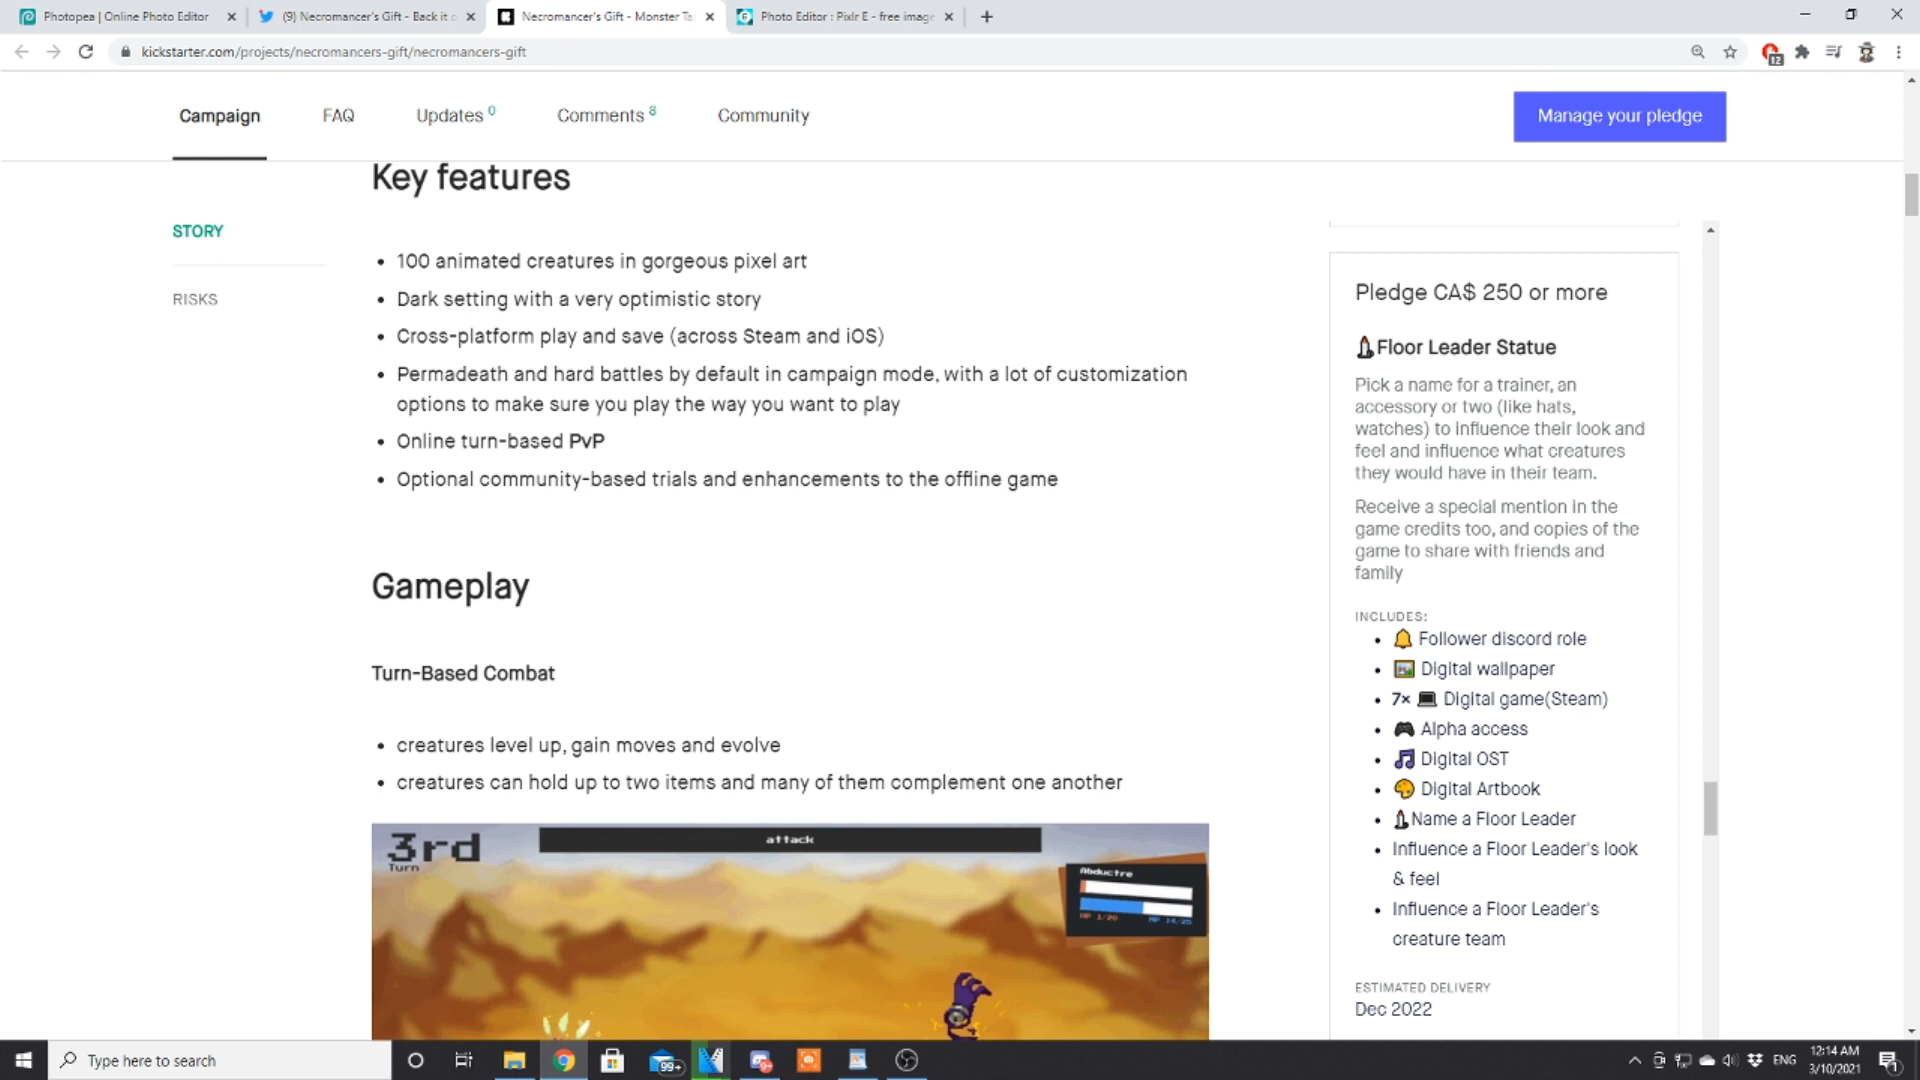 Photopea | Online Photo Editor
(9) Necromancer's Gift - Back it o
Necromancer's Gift - Monster Ta
Photo Editor : Pixlr E - free image
kickstarter.com/projects/necromancers-gift/necromancers-gift
12
Campaign
FAQ
Updates 0
Comments 8
Community
Manage your pledge
Key features
STORY
RISKS
• 100 animated creatures in gorgeous pixel art
• Dark setting with a very optimistic story
• Cross-platform play and save (across Steam and iOS)
• Permadeath and hard battles by default in campaign mode, with a lot of customization
options to make sure you play the way you want to play
• Online turn-based PvP
• Optional community-based trials and enhancements to the offline game
Gameplay
Turn-Based Combat
• creatures level up, gain moves and evolve
• creatures can hold up to two items and many of them complement one another
3rd
Turn
attack
Abductre
HP 1/20
Pledge CA$ 250 or more
Floor Leader Statue
Pick a name for a trainer, an
accessory or two (like hats,
watches) to influence their look and
feel and influence what creatures
they would have in their team.
Receive a special mention in the
game credits too, and copies of the
game to share with friends and
family
INCLUDES:
• 🔔 Follower discord role
• 🖼 Digital wallpaper
• 7× 💻 Digital game(Steam)
• 🎮 Alpha access
• 🎵 Digital OST
• 🎨 Digital Artbook
• Name a Floor Leader
• Influence a Floor Leader's look
& feel
• Influence a Floor Leader's
creature team
ESTIMATED DELIVERY
Dec 2022
Type here to search
99+
ENG
12:14 AM
3/10/2021
1